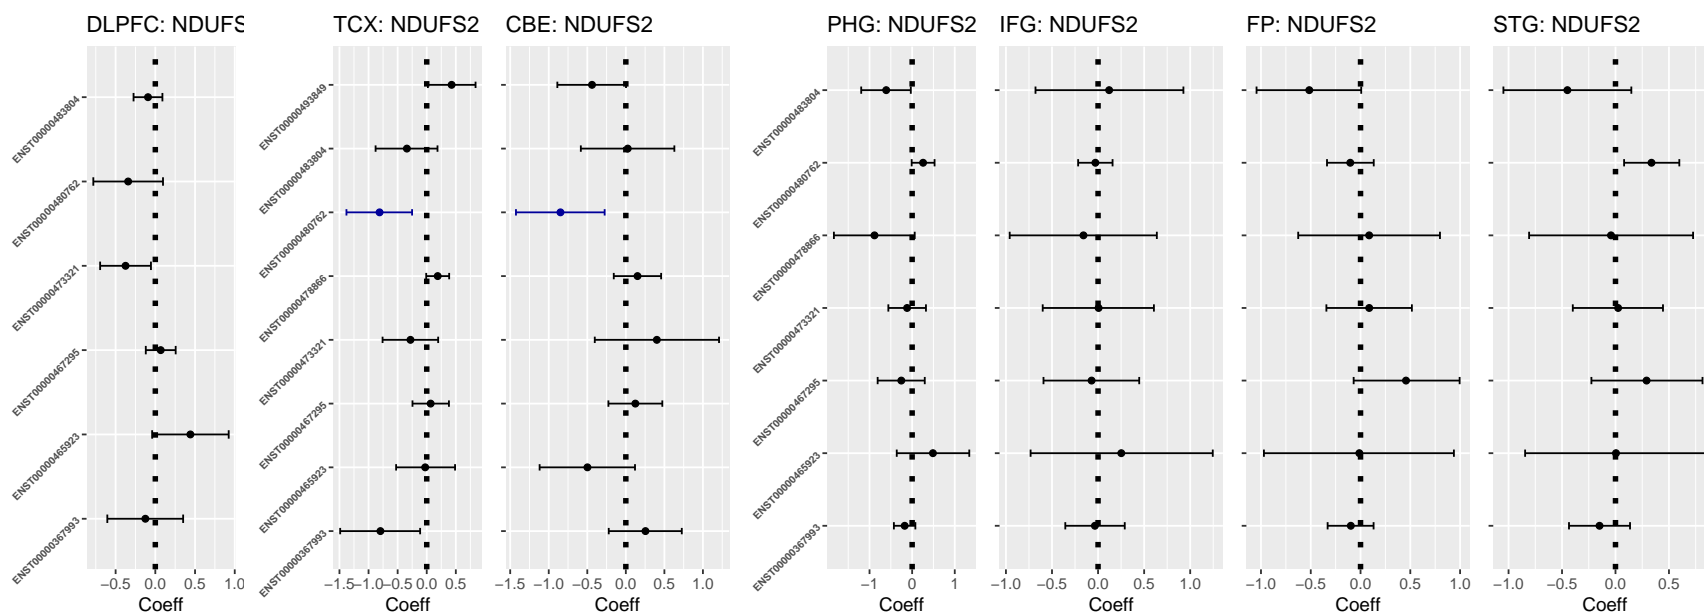 DLPFC: NDUFS
ENST00000483804
ENST00000480762
ENST00000473321
ENST00000467295
ENST00000465923
ENST00000367993
−0.5 0.0 0.5 1.0
Coeff
TCX: NDUFS2
ENST00000493849
ENST00000483804
ENST00000480762
ENST00000478866
ENST00000473321
ENST00000467295
ENST00000465923
ENST00000367993
−1.5 −1.0 −0.5 0.0 0.5
Coeff
CBE: NDUFS2
−1.5 −1.0 −0.5 0.0 0.5 1.0
Coeff
PHG: NDUFS2
ENST00000483804
ENST00000480762
ENST00000478866
ENST00000473321
ENST00000467295
ENST00000465923
ENST00000367993
−1 0 1
Coeff
IFG: NDUFS2
−1.0 −0.5 0.0 0.5 1.0
Coeff
FP: NDUFS2
−1.0 −0.5 0.0 0.5 1.0
Coeff
STG: NDUFS2
−1.0 −0.5 0.0 0.5
Coeff